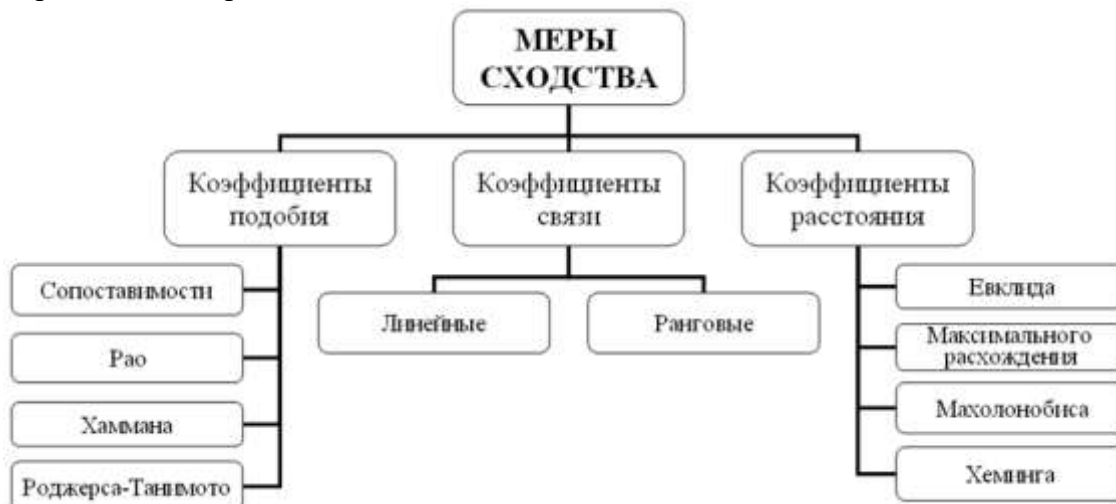 МЕРЫ
СХОДСТВА
Коэффициенты
подобия
Коэффициенты
связи
Коэффициенты
расстояния
Сопоставимости
Рао
Хаммана
Роджерса-Танимото
Линейные
Ранговые
Евклида
Максимального
расхождения
Махолонобиса
Хеминга